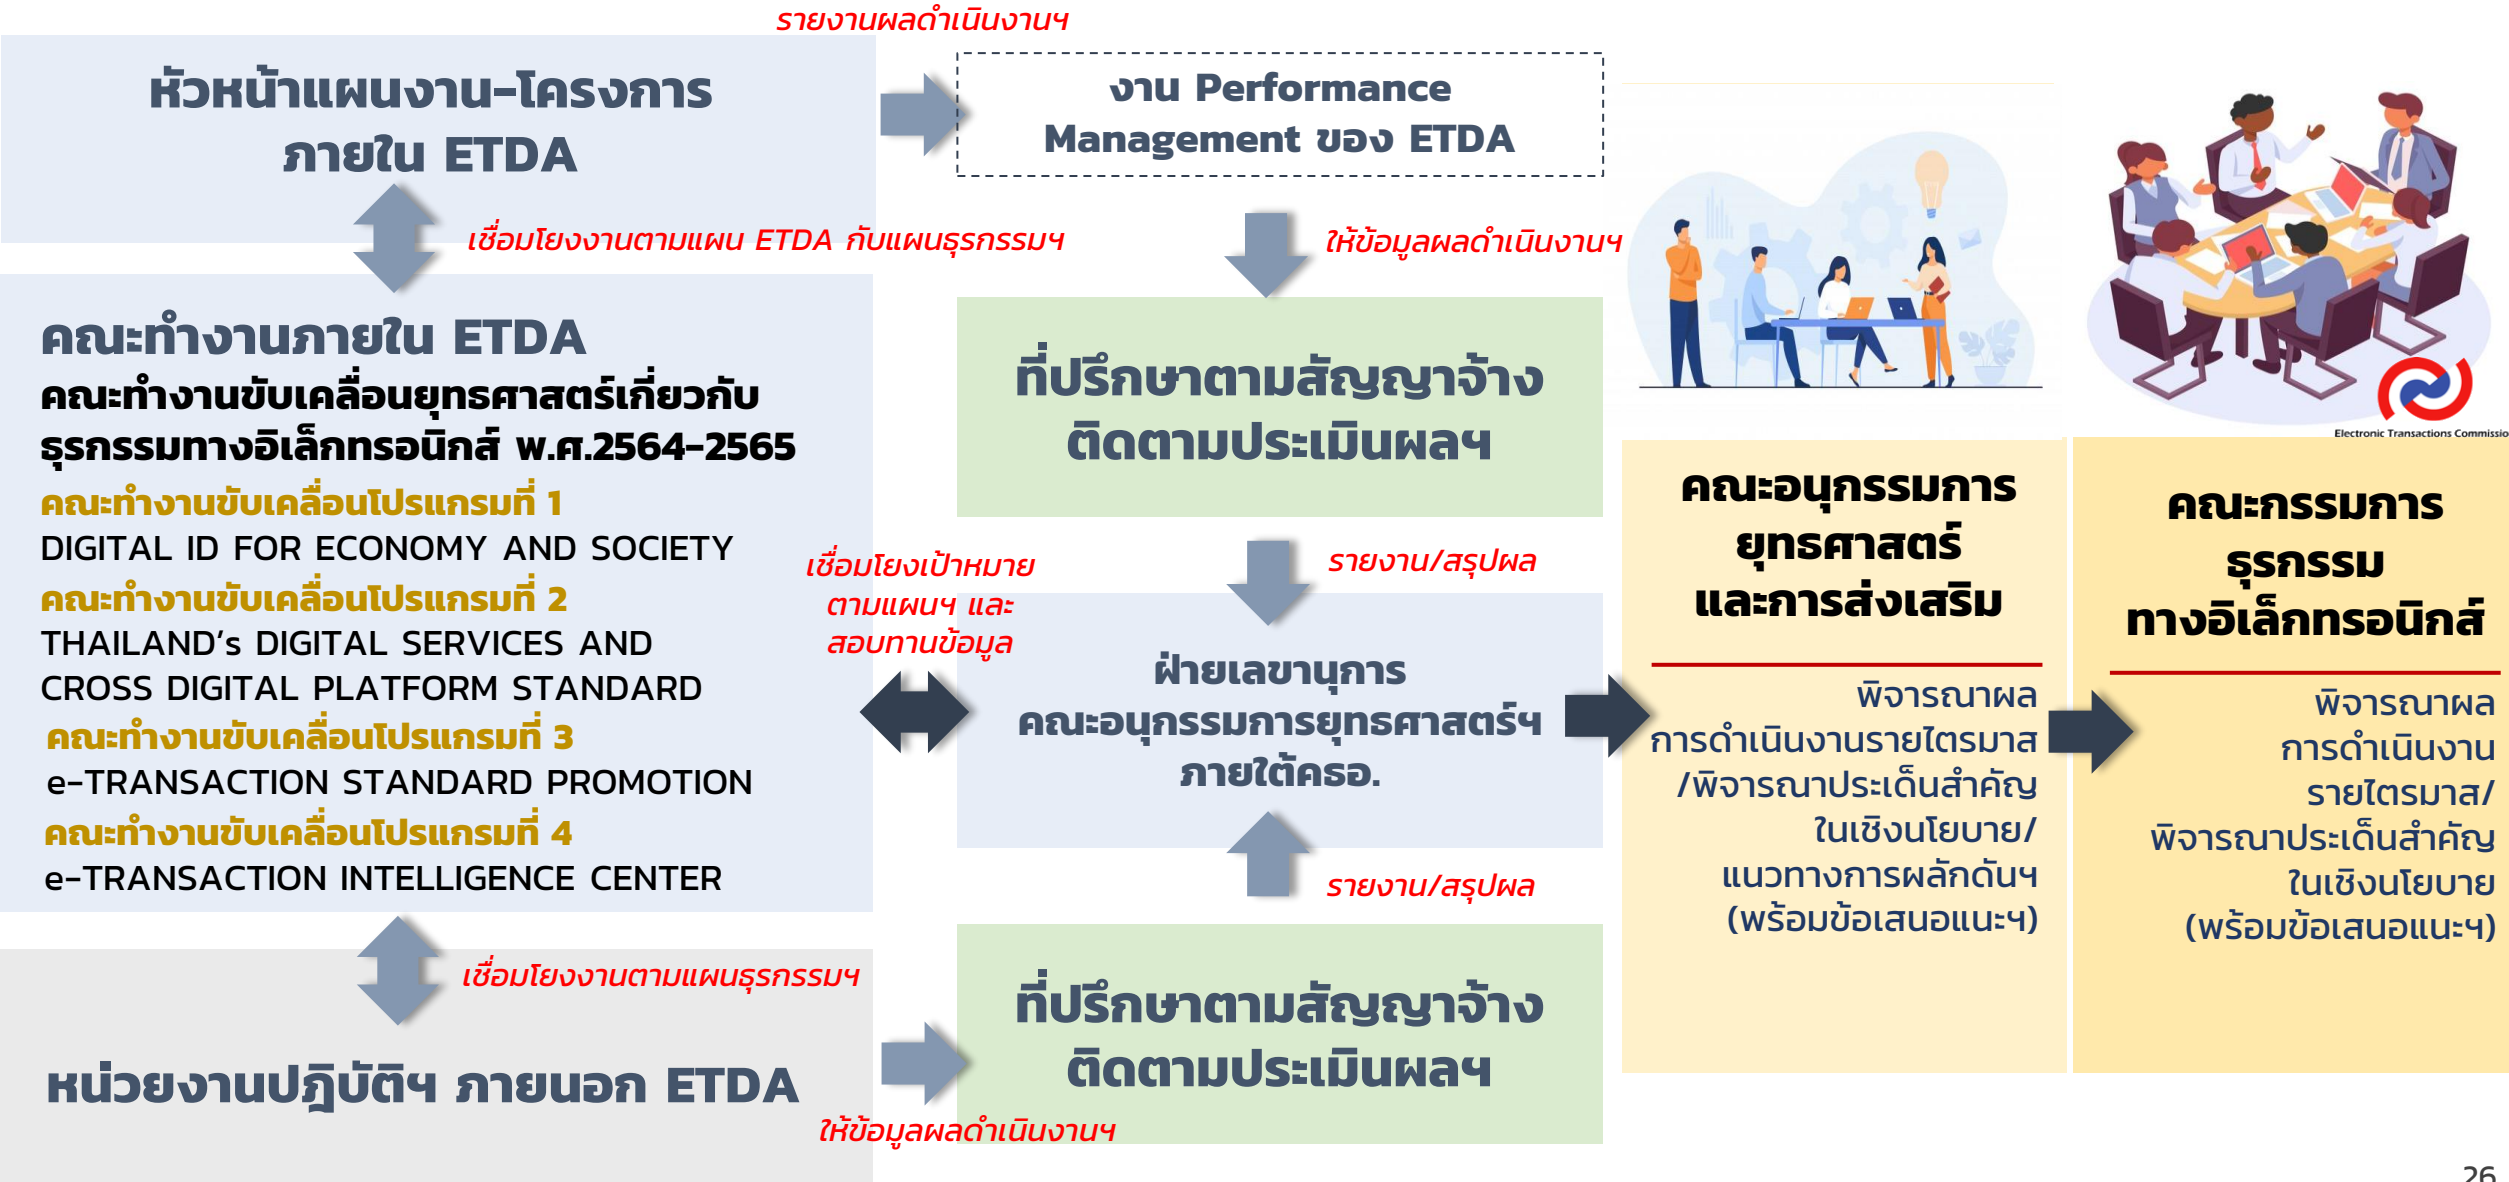 รายงานผลดำเนินงานฯ
หัวหน้าแผนงาน-โครงการ
ภายใน ETDA
งาน Performance
Management ของ ETDA
เชื่อมโยงงานตามแผน ETDA กับแผนธุรกรรมฯ
ให้ข้อมูลผลดำเนินงานฯ
คณะทำงานภายใน ETDA
คณะทำงานขับเคลื่อนยุทธศาสตร์เกี่ยวกับ
ธุรกรรมทางอิเล็กทรอนิกส์ พ.ศ.2564-2565
คณะทำงานขับเคลื่อนโปรแกรมที่ 1
DIGITAL ID FOR ECONOMY AND SOCIETY
คณะทำงานขับเคลื่อนโปรแกรมที่ 2
THAILAND's DIGITAL SERVICES AND
CROSS DIGITAL PLATFORM STANDARD
คณะทำงานขับเคลื่อนโปรแกรมที่ 3
e-TRANSACTION STANDARD PROMOTION
คณะทำงานขับเคลื่อนโปรแกรมที่ 4
e-TRANSACTION INTELLIGENCE CENTER
ที่ปรึกษาตามสัญญาจ้าง
ติดตามประเมินผลฯ
รายงาน/สรุปผล
เชื่อมโยงเป้าหมาย
ตามแผนฯ และ
สอบทานข้อมูล
ฝ่ายเลขานุการ
คณะอนุกรรมการยุทธศาสตร์ฯ
ภายใต้คธอ.
รายงาน/สรุปผล
เชื่อมโยงงานตามแผนธุรกรรมฯ
หน่วยงานปฏิบัติฯ ภายนอก ETDA
ให้ข้อมูลผลดำเนินงานฯ
ที่ปรึกษาตามสัญญาจ้าง
ติดตามประเมินผลฯ
คณะอนุกรรมการ
ยุทธศาสตร์
และการส่งเสริม
พิจารณาผล
การดำเนินงานรายไตรมาส
/พิจารณาประเด็นสำคัญ
ในเชิงนโยบาย/
แนวทางการผลักดันฯ
(พร้อมข้อเสนอแนะฯ)
Electronic Transactions Commissio
คณะกรรมการ
ธุรกรรม
ทางอิเล็กทรอนิกส์
พิจารณาผล
การดำเนินงาน
รายไตรมาส/
พิจารณาประเด็นสำคัญ
ในเชิงนโยบาย
(พร้อมข้อเสนอแนะฯ)
26